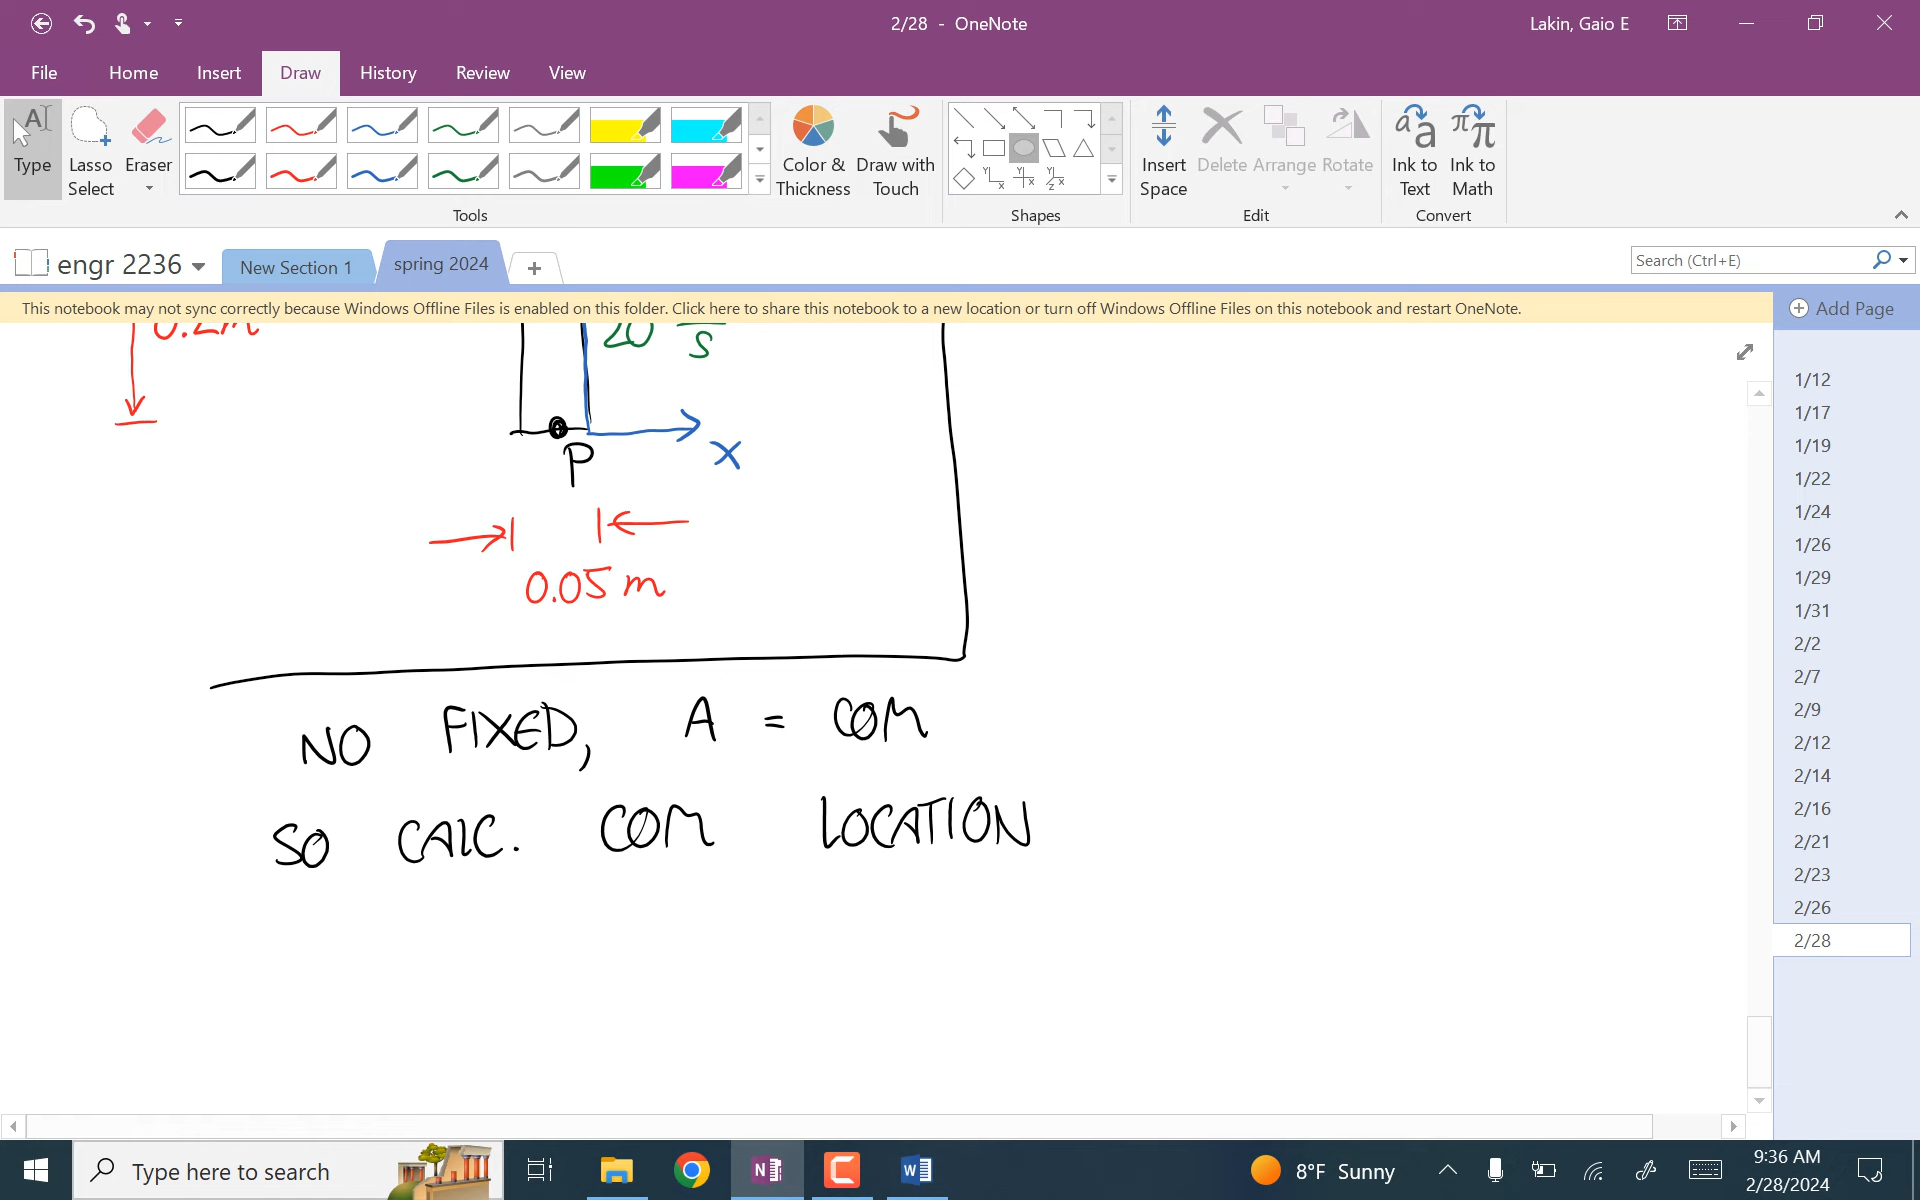 2/28 - OneNote
Lakin, Gaio E
File Home Insert Draw History Review View
Type
Lasso Select
Eraser
Color & Thickness
Draw with Touch
Insert Space
Delete
Arrange
Rotate
Ink to Text
Ink to Math
Tools
Shapes
Edit
Convert
engr 2236
New Section 1
spring 2024
Search (Ctrl+E)
This notebook may not sync correctly because Windows Offline Files is enabled on this folder. Click here to share this notebook to a new location or turn off Windows Offline Files on this notebook and restart OneNote.
Add Page
1/12
1/17
1/19
1/22
1/24
1/26
1/29
1/31
2/2
2/7
2/9
2/12
2/14
2/16
2/21
2/23
2/26
2/28
0.2m
20
s
P
x
0.05 m
NO FIXED, A = COM
SO CALC. COM LOCATION
Type here to search
8°F Sunny
9:36 AM
2/28/2024